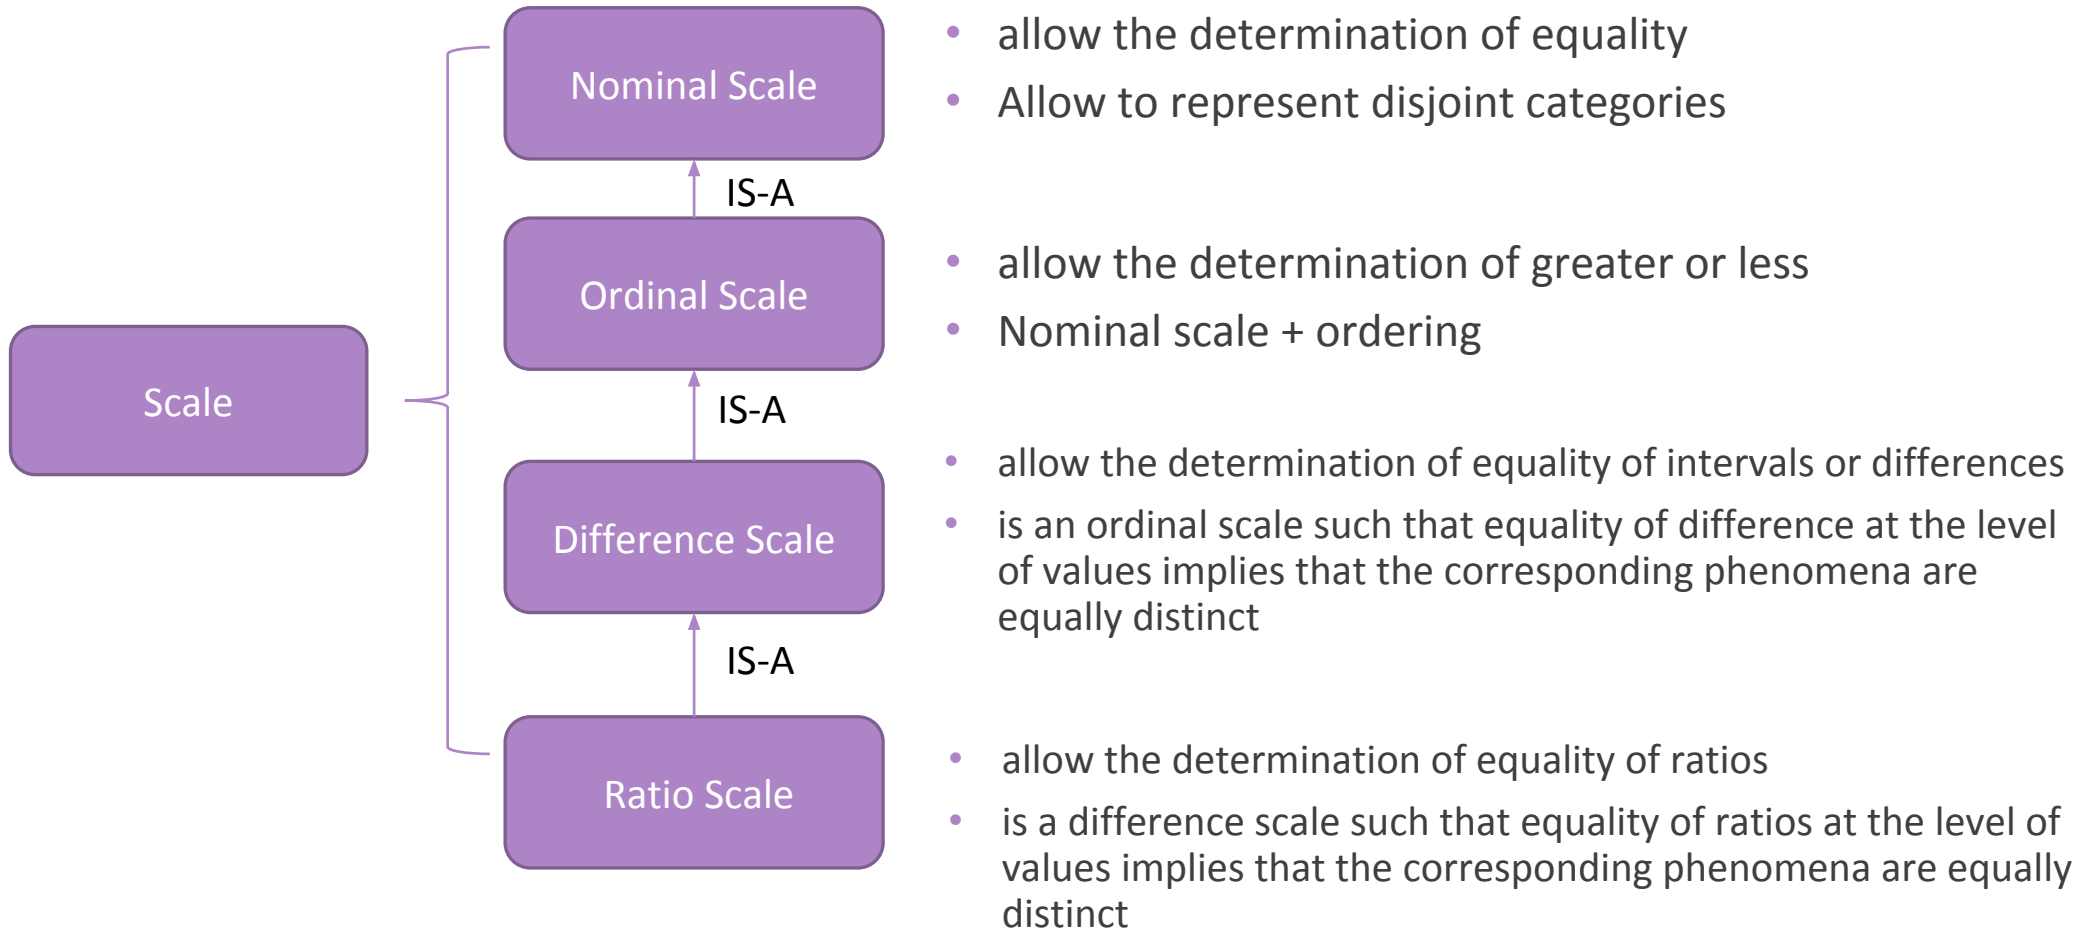 Scale
Nominal Scale
• allow the determination of equality
• Allow to represent disjoint categories
IS-A
Ordinal Scale
• allow the determination of greater or less
• Nominal scale + ordering
IS-A
Difference Scale
• allow the determination of equality of intervals or differences
• is an ordinal scale such that equality of difference at the level
of values implies that the corresponding phenomena are
equally distinct
IS-A
Ratio Scale
• allow the determination of equality of ratios
• is a difference scale such that equality of ratios at the level of
values implies that the corresponding phenomena are equally
distinct